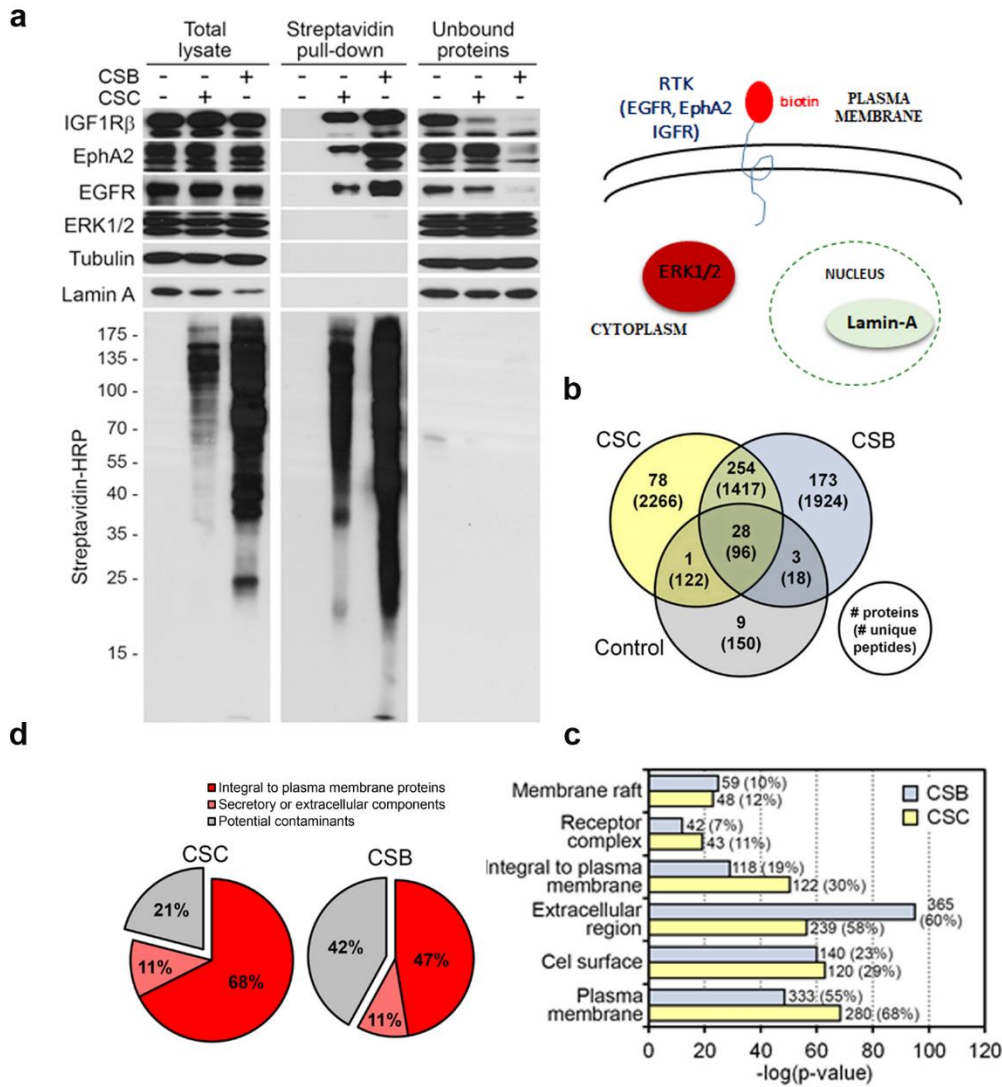 a
Total
lysate
Streptavidin
pull-down
Unbound
proteins
CSB - - + - - + - - +
CSC - + - - + - - + -
IGF1Rβ
EphA2
EGFR
ERK1/2
Tubulin
Lamin A
Streptavidin-HRP
175 -
135 -
100 -
70 -
55 -
40 -
35 -
25 -
15 -
RTK
(EGFR, EphA2
IGFR)
biotin
PLASMA
MEMBRANE
ERK1/2
CYTOPLASM
NUCLEUS
Lamin-A
b
CSC
CSB
78
(2266)
254
(1417)
173
(1924)
28
(96)
1
(122)
3
(18)
9
(150)
Control
# proteins
(# unique
peptides)
d
Integral to plasma membrane proteins
Secretory or extracellular components
Potential contaminants
CSC
21%
11%
68%
CSB
42%
47%
11%
c
CSB
CSC
Membrane raft
59 (10%)
48 (12%)
Receptor
complex
42 (7%)
43 (11%)
Integral to plasma
membrane
118 (19%)
122 (30%)
Extracellular
region
365
(60%)
239 (58%)
Cel surface
140 (23%)
120 (29%)
Plasma
membrane
333 (55%)
280 (68%)
0 20 40 60 80 100 120
-log(p-value)